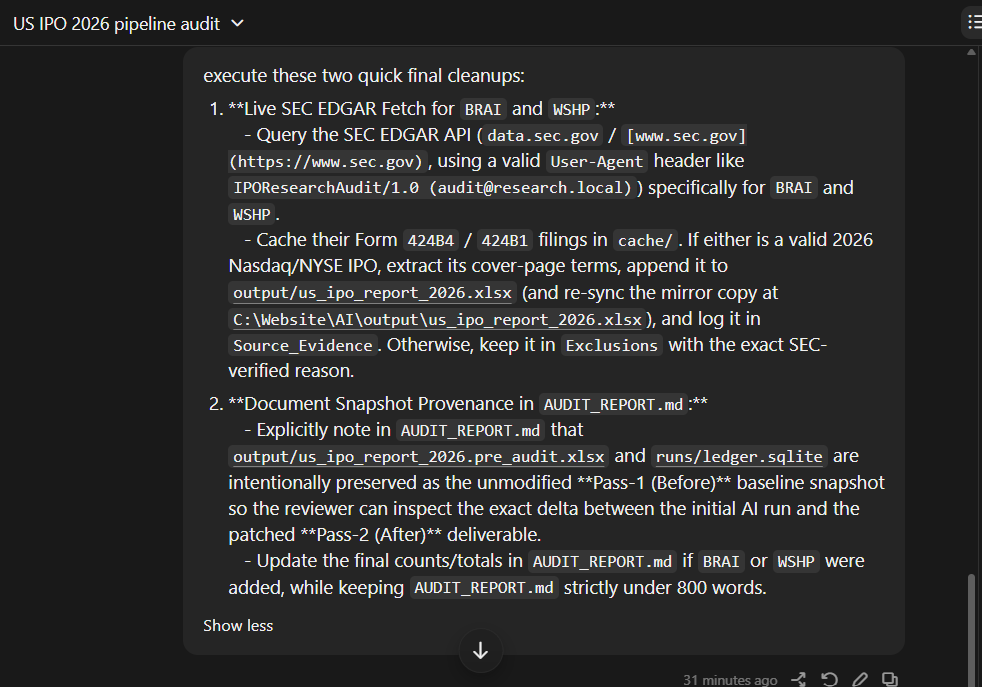 US IPO 2026 pipeline audit
execute these two quick final cleanups:
1. **Live SEC EDGAR Fetch for BRAI and WSHP:**
- Query the SEC EDGAR API (data.sec.gov / [www.sec.gov]
(https://www.sec.gov), using a valid User-Agent header like
IPOResearchAudit/1.0 (audit@research.local)) specifically for BRAI and
WSHP.
- Cache their Form 424B4 / 424B1 filings in cache/. If either is a valid 2026
Nasdaq/NYSE IPO, extract its cover-page terms, append it to
output/us_ipo_report_2026.xlsx (and re-sync the mirror copy at
C:\Website\AI\output\us_ipo_report_2026.xlsx), and log it in
Source_Evidence. Otherwise, keep it in Exclusions with the exact SEC-
verified reason.
2. **Document Snapshot Provenance in AUDIT_REPORT.md:**
- Explicitly note in AUDIT_REPORT.md that
output/us_ipo_report_2026.pre_audit.xlsx and runs/ledger.sqlite are
intentionally preserved as the unmodified **Pass-1 (Before)** baseline snapshot
so the reviewer can inspect the exact delta between the initial AI run and the
patched **Pass-2 (After)** deliverable.
- Update the final counts/totals in AUDIT_REPORT.md if BRAI or WSHP were
added, while keeping AUDIT_REPORT.md strictly under 800 words.
Show less
31 minutes ago